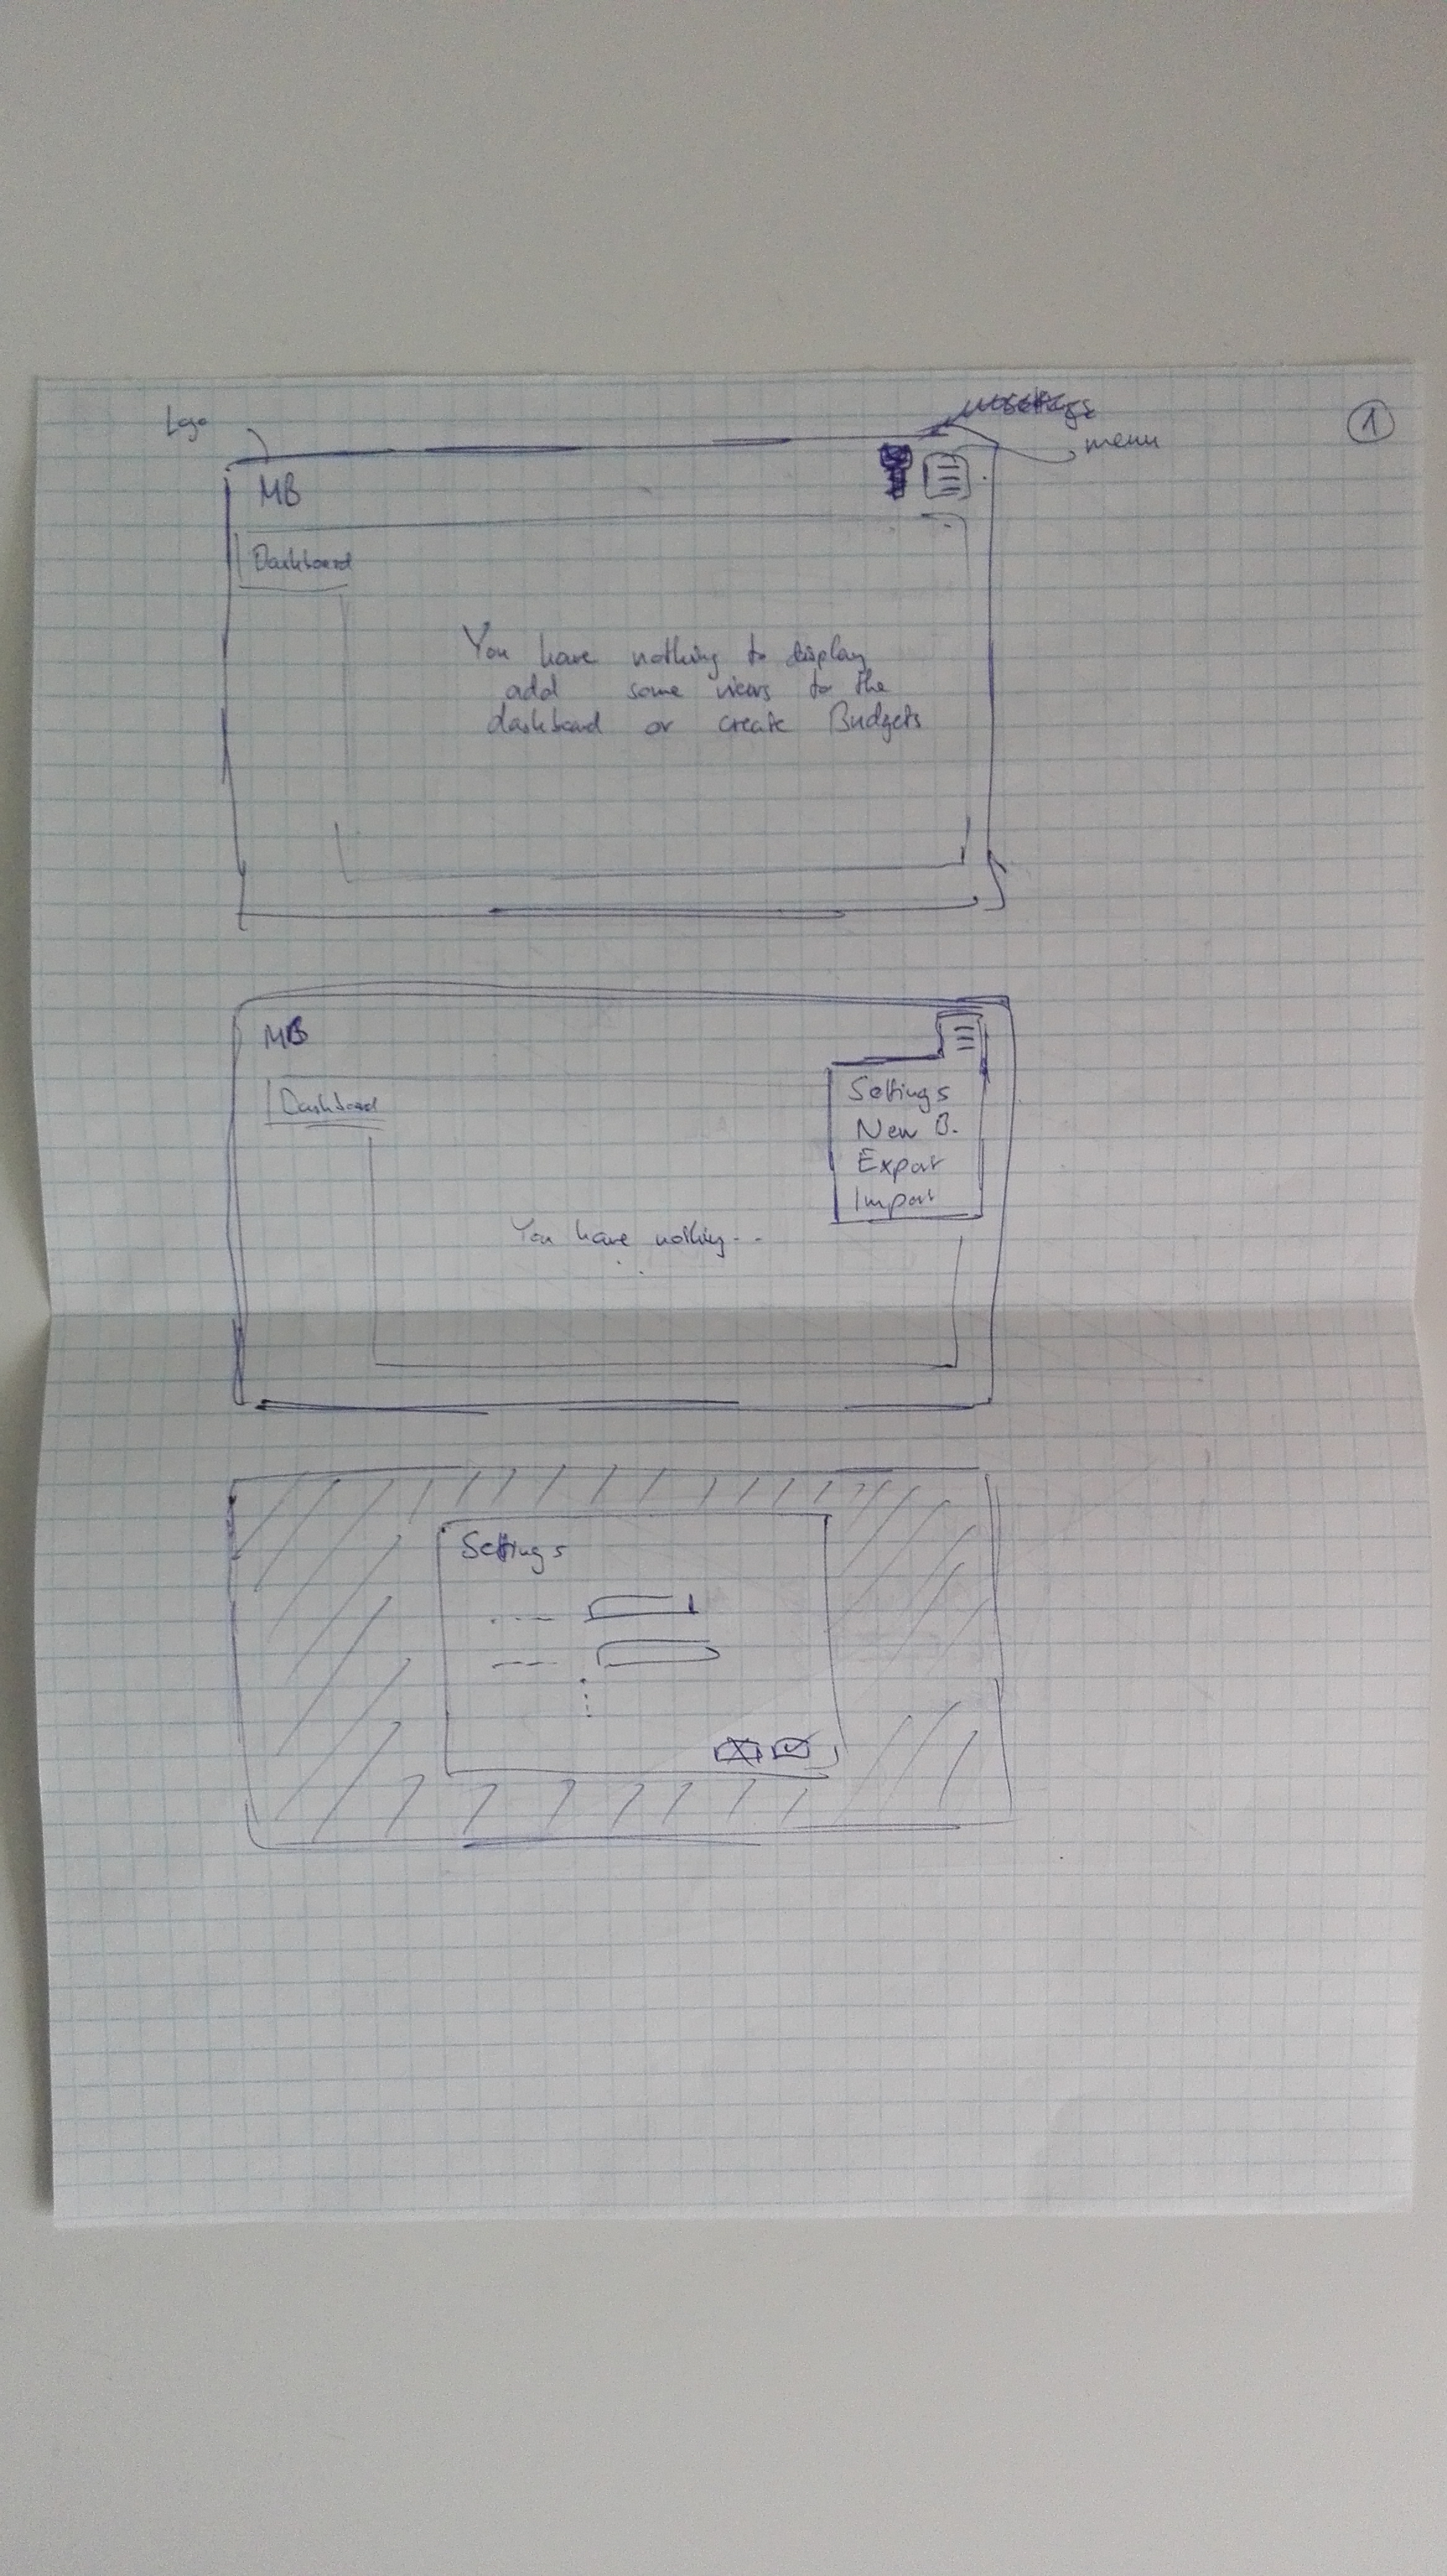 Logo
1
menu
MB
Dashboard
You have nothing to display
add some views to the
dashboard or create Budgets
MB
Dashboard
Settings
New B.
Export
Import
You have nothing...
Settings